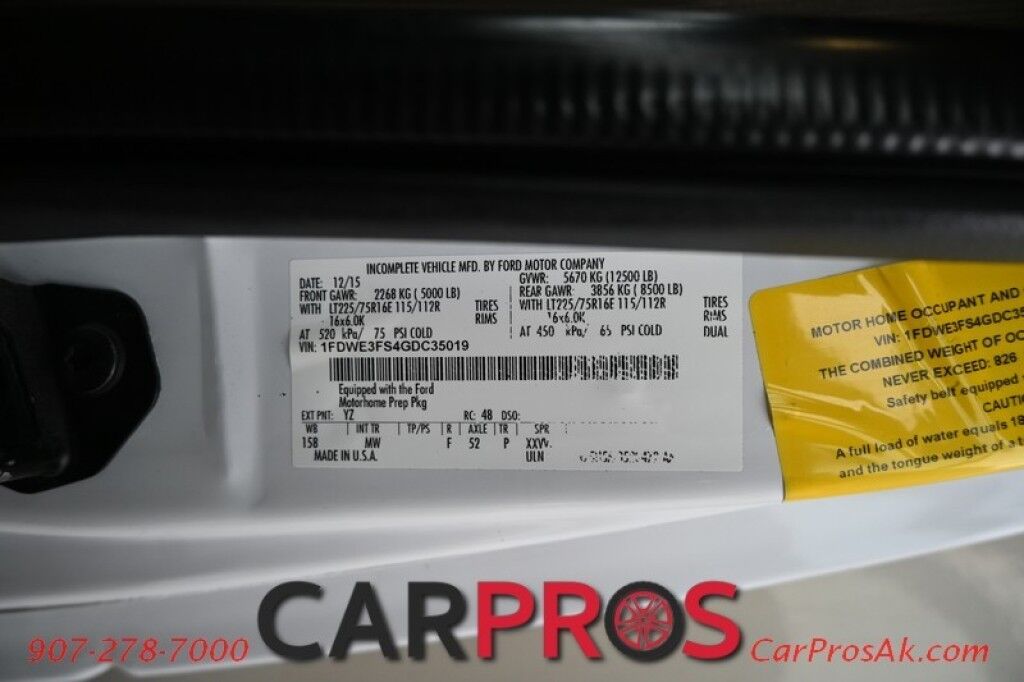 INCOMPLETE VEHICLE MFD. BY FORD MOTOR COMPANY
DATE: 12/15 GVWR: 5670 KG (12500 LB)
FRONT GAWR: 2268 KG (5000 LB) REAR GAWR: 3856 KG (8500 LB)
WITH LT225/75R16E 115/112R TIRES WITH LT225/75R16E 115/112R TIRES
16x6.0K RIMS 16x6.0K RIMS
AT 520 kPa/ 75 PSI COLD AT 450 kPa/ 65 PSI COLD DUAL
VIN: 1FDWE3FS4GDC35019
Equipped with the Ford
Motorhome Prep Pkg
EXT PNT: YZ RC: 48 DSO:
WB INT TR TP/PS R AXLE TR SPR
158 MW F 52 P XXVV.
MADE IN U.S.A. ULN
MOTOR HOME OCCUPANT AND
VIN: 1FDWE3FS4GDC35
THE COMBINED WEIGHT OF OC
NEVER EXCEED: 826
Safety belt equipped
CAUTI
A full load of water equals 18
and the tongue weight of a t
CARPROS
907-278-7000
CarProsAk.com